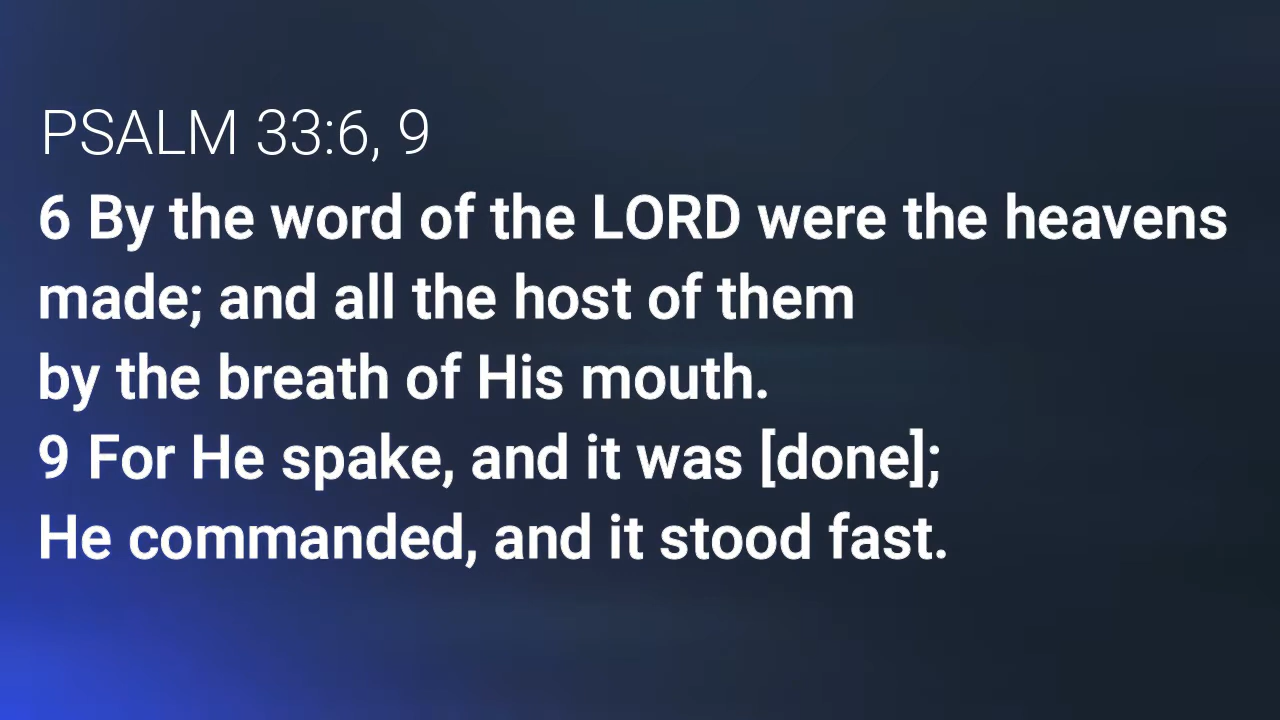 PSALM 33:6, 9
6 By the word of the LORD were the heavens
made; and all the host of them
by the breath of His mouth.
9 For He spake, and it was [done];
He commanded, and it stood fast.